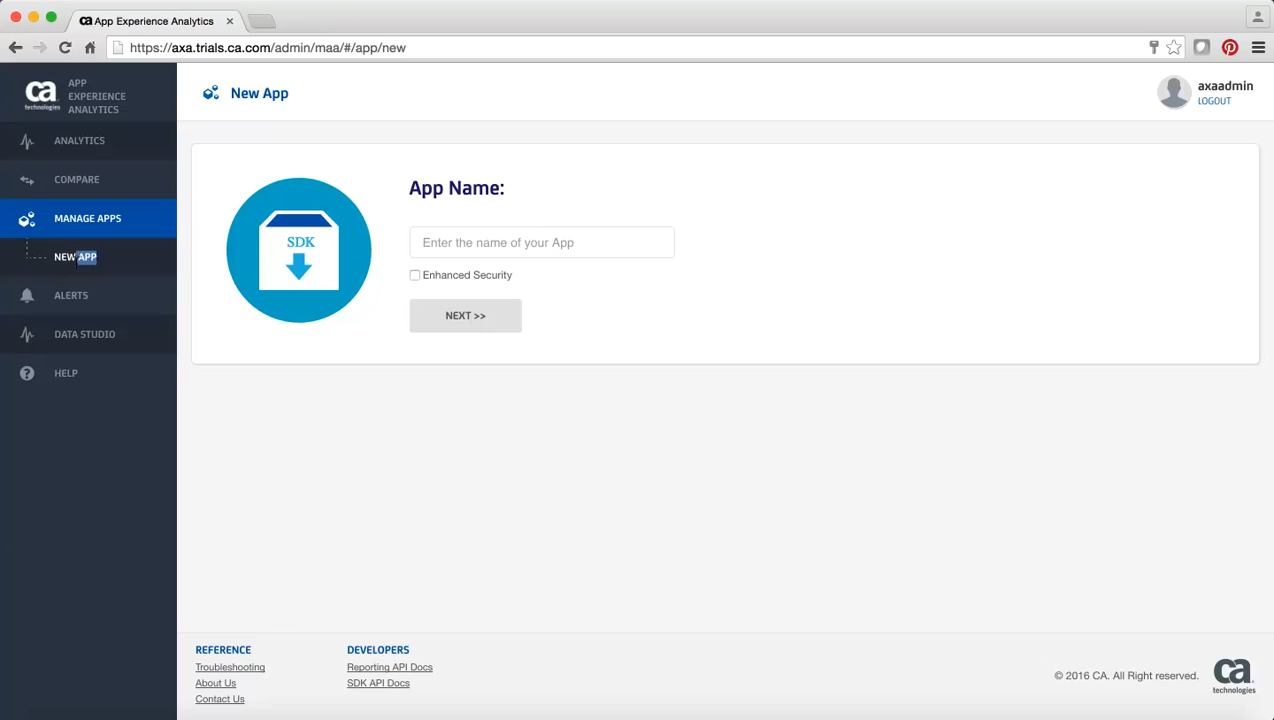 App Experience Analytics
https://axa.trials.ca.com/admin/maa/#/app/new
ca
technologies
APP
EXPERIENCE
ANALYTICS
New App
axaadmin
LOGOUT
ANALYTICS
COMPARE
MANAGE APPS
NEW APP
ALERTS
DATA STUDIO
HELP
SDK
App Name:
Enter the name of your App
Enhanced Security
NEXT >>
REFERENCE
Troubleshooting
About Us
Contact Us
DEVELOPERS
Reporting API Docs
SDK API Docs
© 2016 CA. All Right reserved.
ca
technologies